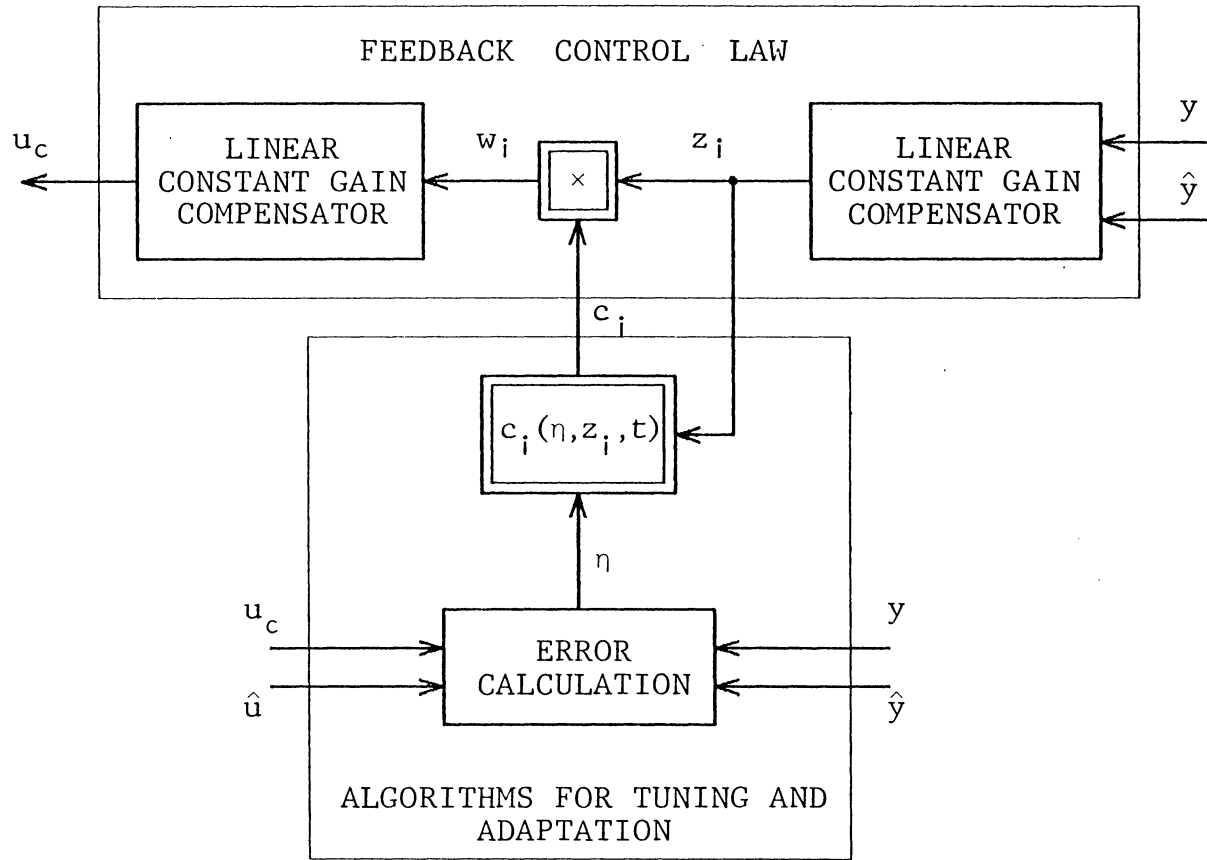 FEEDBACK CONTROL LAW
u_c
LINEAR
CONSTANT GAIN
COMPENSATOR
w_i
×
z_i
LINEAR
CONSTANT GAIN
COMPENSATOR
y
ŷ
c_i
c_i(η,z_i,t)
η
u_c
û
ERROR
CALCULATION
y
ŷ
ALGORITHMS FOR TUNING AND
ADAPTATION